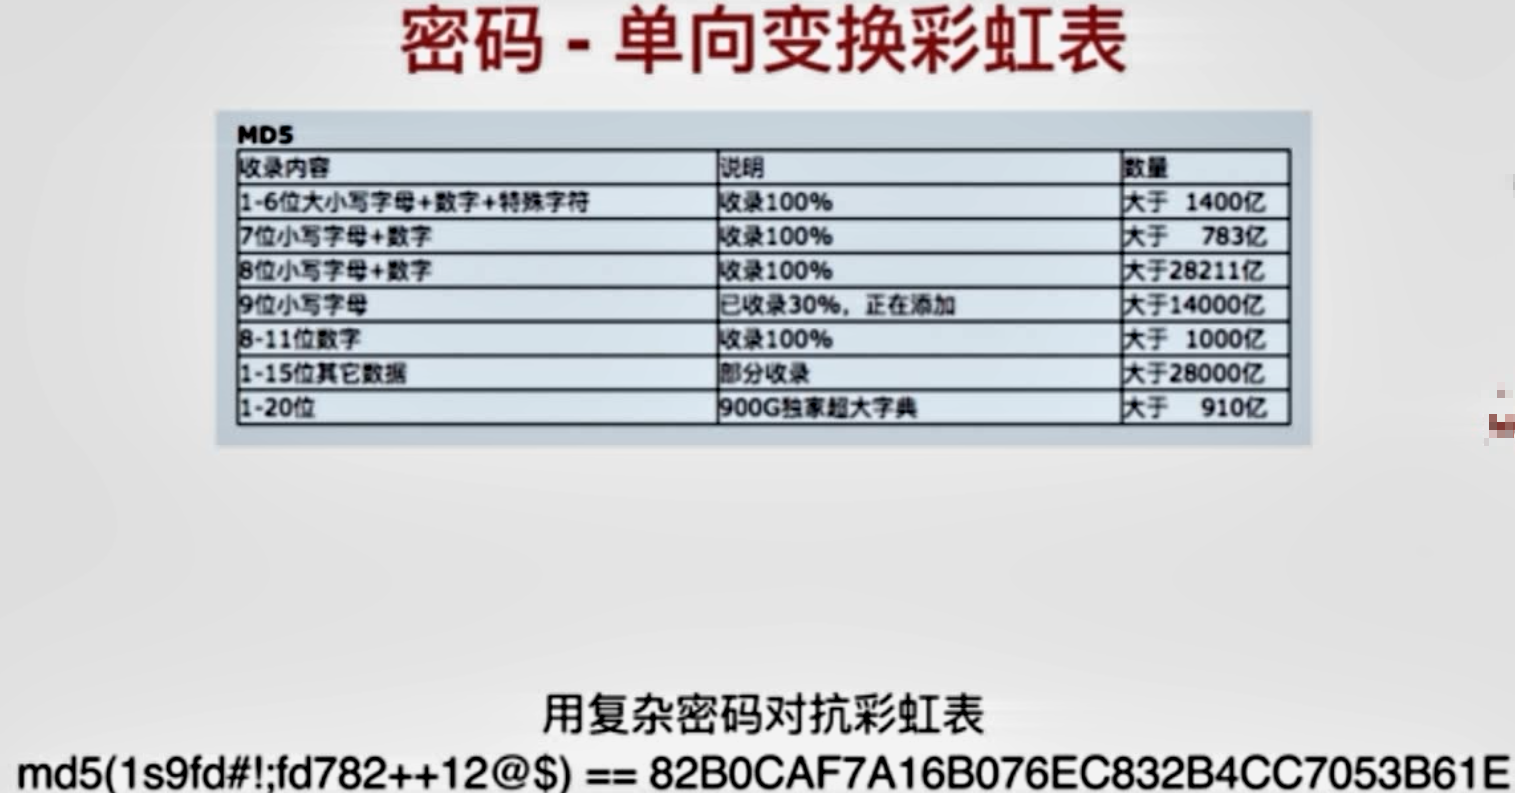 密码 - 单向变换彩虹表
MD5
收录内容 说明 数量
1-6位大小写字母+数字+特殊字符 收录100% 大于 1400亿
7位小写字母+数字 收录100% 大于 783亿
8位小写字母+数字 收录100% 大于28211亿
9位小写字母 已收录30%，正在添加 大于14000亿
8-11位数字 收录100% 大于 1000亿
1-15位其它数据 部分收录 大于28000亿
1-20位 900G独家超大字典 大于 910亿
用复杂密码对抗彩虹表
md5(1s9fd#!;fd782++12@$) == 82B0CAF7A16B076EC832B4CC7053B61E